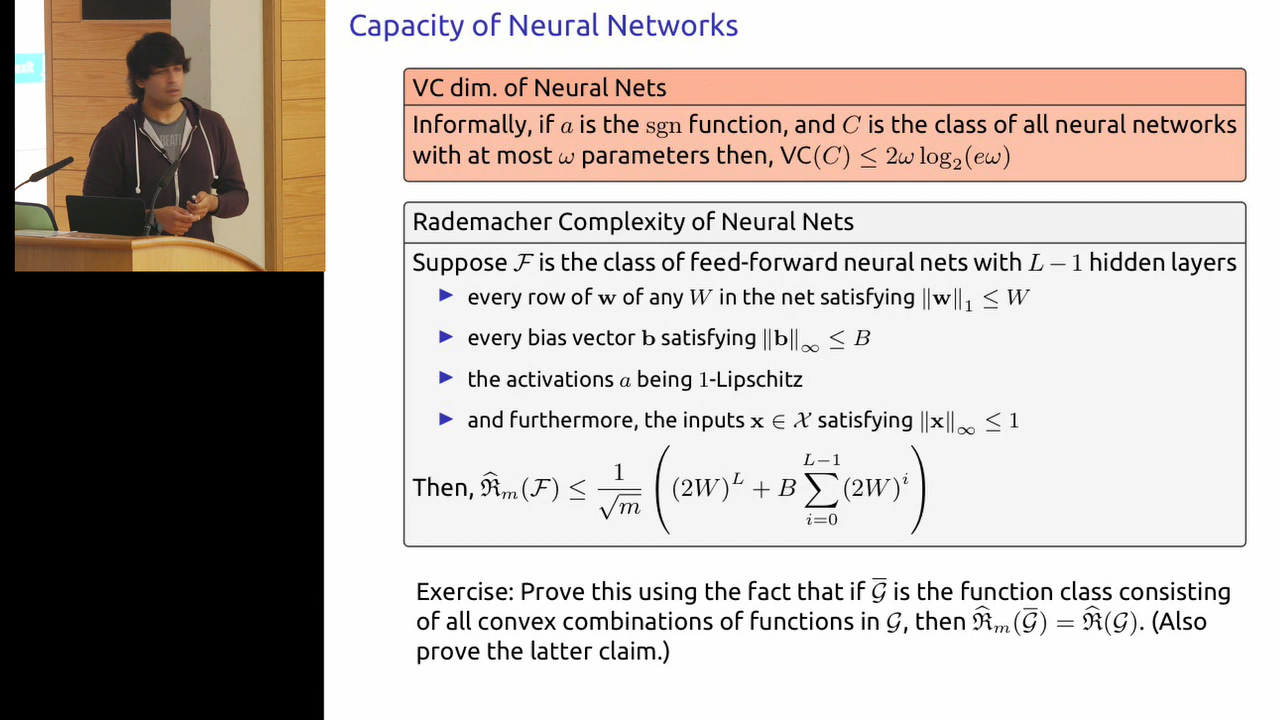 Capacity of Neural Networks
VC dim. of Neural Nets
Informally, if a is the sgn function, and C is the class of all neural networks
with at most ω parameters then, VC(C) ≤ 2ω log₂(eω)
Rademacher Complexity of Neural Nets
Suppose ℱ is the class of feed-forward neural nets with L − 1 hidden layers
▶ every row of w of any W in the net satisfying ‖w‖₁ ≤ W
▶ every bias vector b satisfying ‖b‖∞ ≤ B
▶ the activations a being 1-Lipschitz
▶ and furthermore, the inputs x ∈ 𝒳 satisfying ‖x‖∞ ≤ 1
Then, ℜ̂ₘ(ℱ) ≤ 1/√m ((2W)^L + B ∑_{i=0}^{L−1} (2W)^i)
Exercise: Prove this using the fact that if 𝒢̅ is the function class consisting
of all convex combinations of functions in 𝒢, then ℜ̂ₘ(𝒢̅) = ℜ̂(𝒢). (Also
prove the latter claim.)